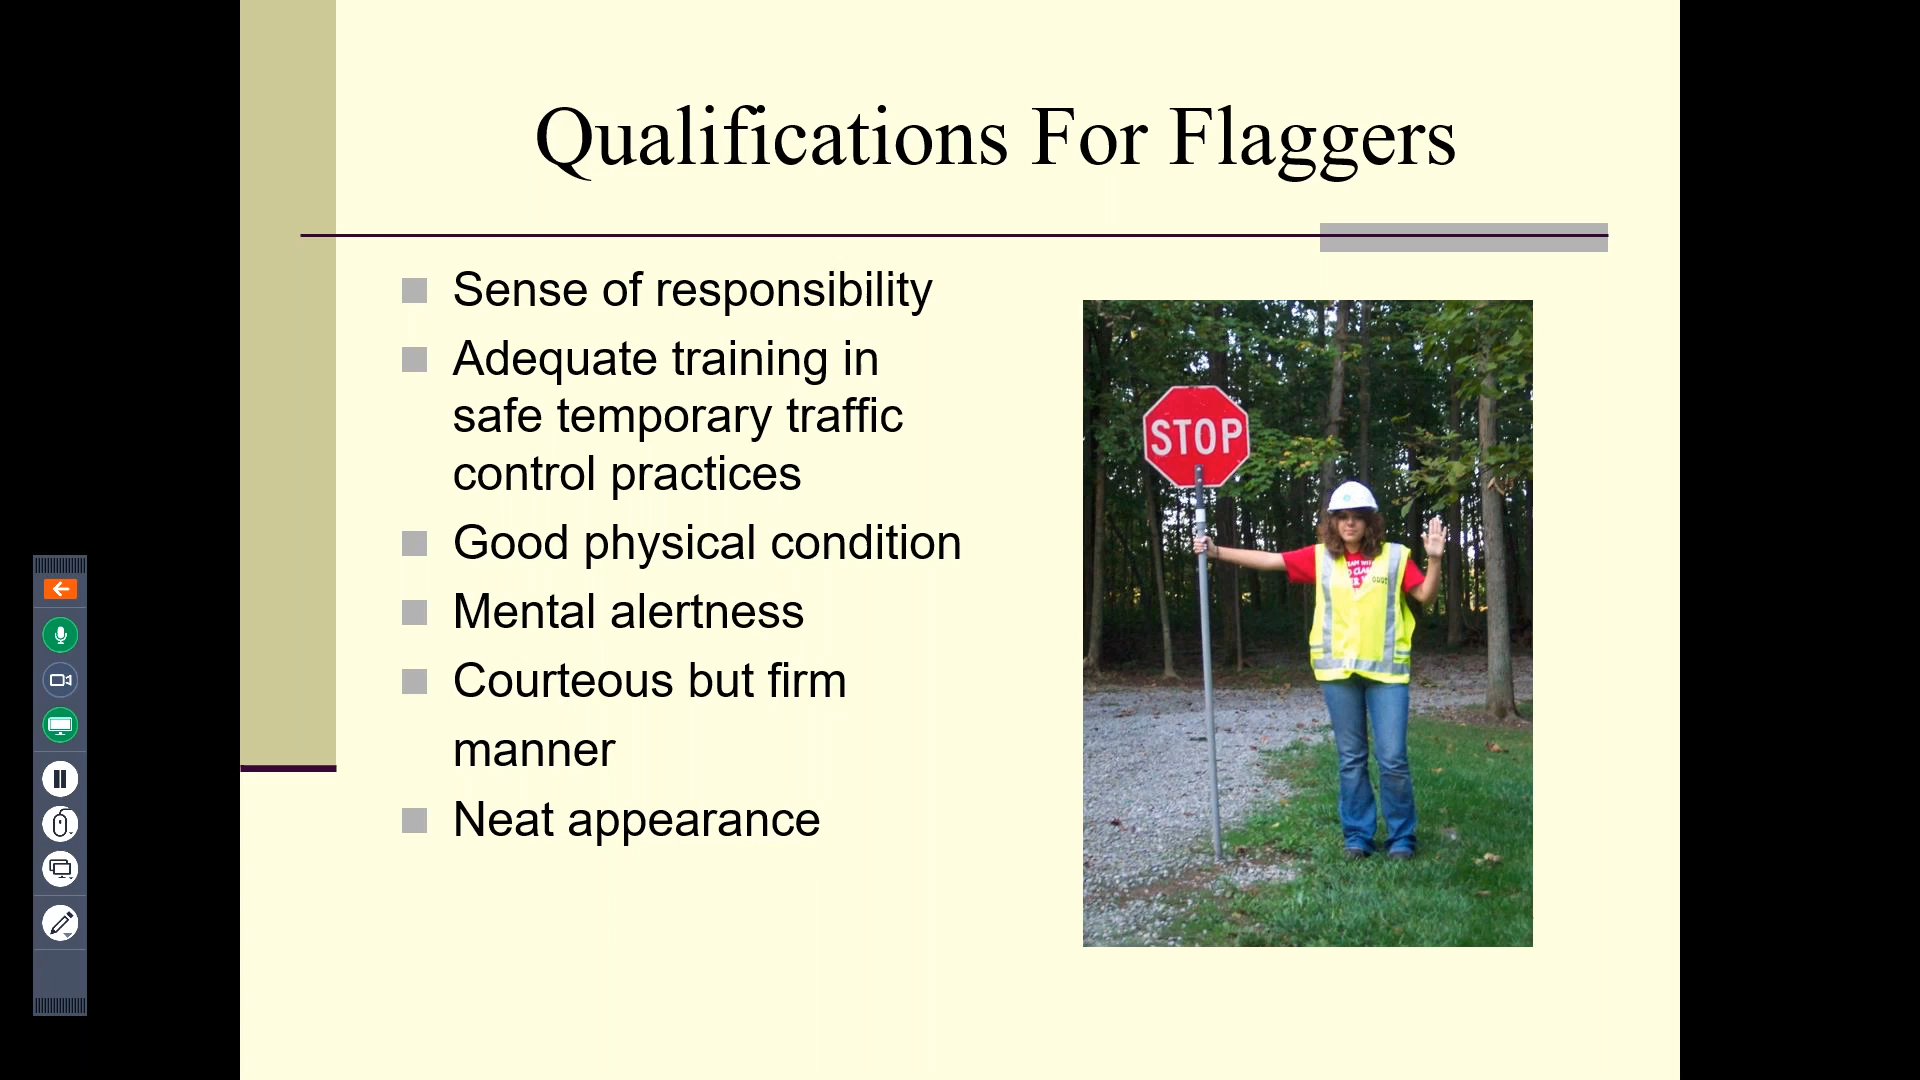 Qualifications For Flaggers
Sense of responsibility
Adequate training in
safe temporary traffic
control practices
Good physical condition
Mental alertness
Courteous but firm
manner
Neat appearance
STOP